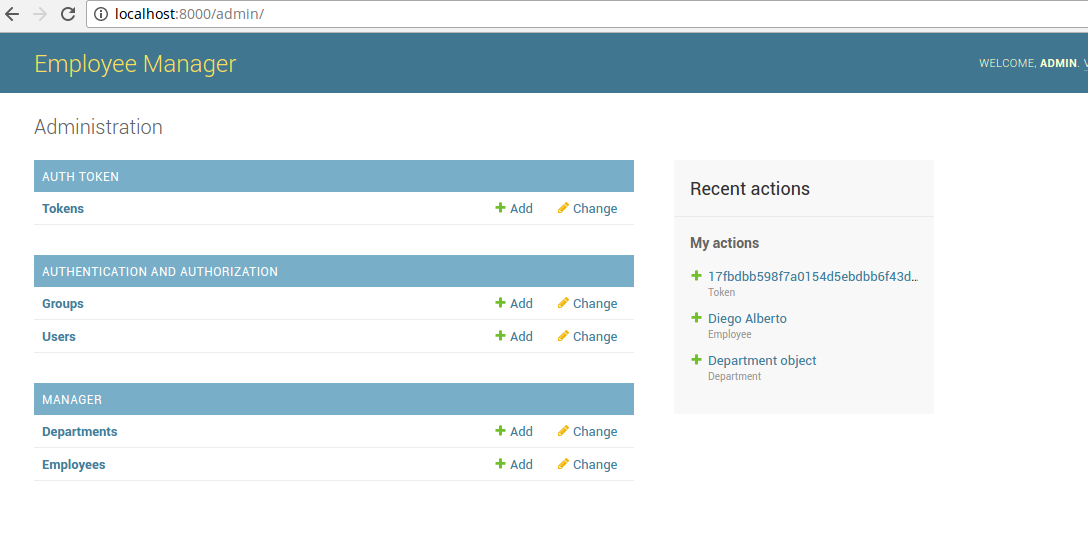 localhost:8000/admin/
Employee Manager
WELCOME, ADMIN.
Administration
AUTH TOKEN
Tokens Add Change
AUTHENTICATION AND AUTHORIZATION
Groups Add Change
Users Add Change
MANAGER
Departments Add Change
Employees Add Change
Recent actions
My actions
17fbdbb598f7a0154d5ebdbb6f43d...
Token
Diego Alberto
Employee
Department object
Department